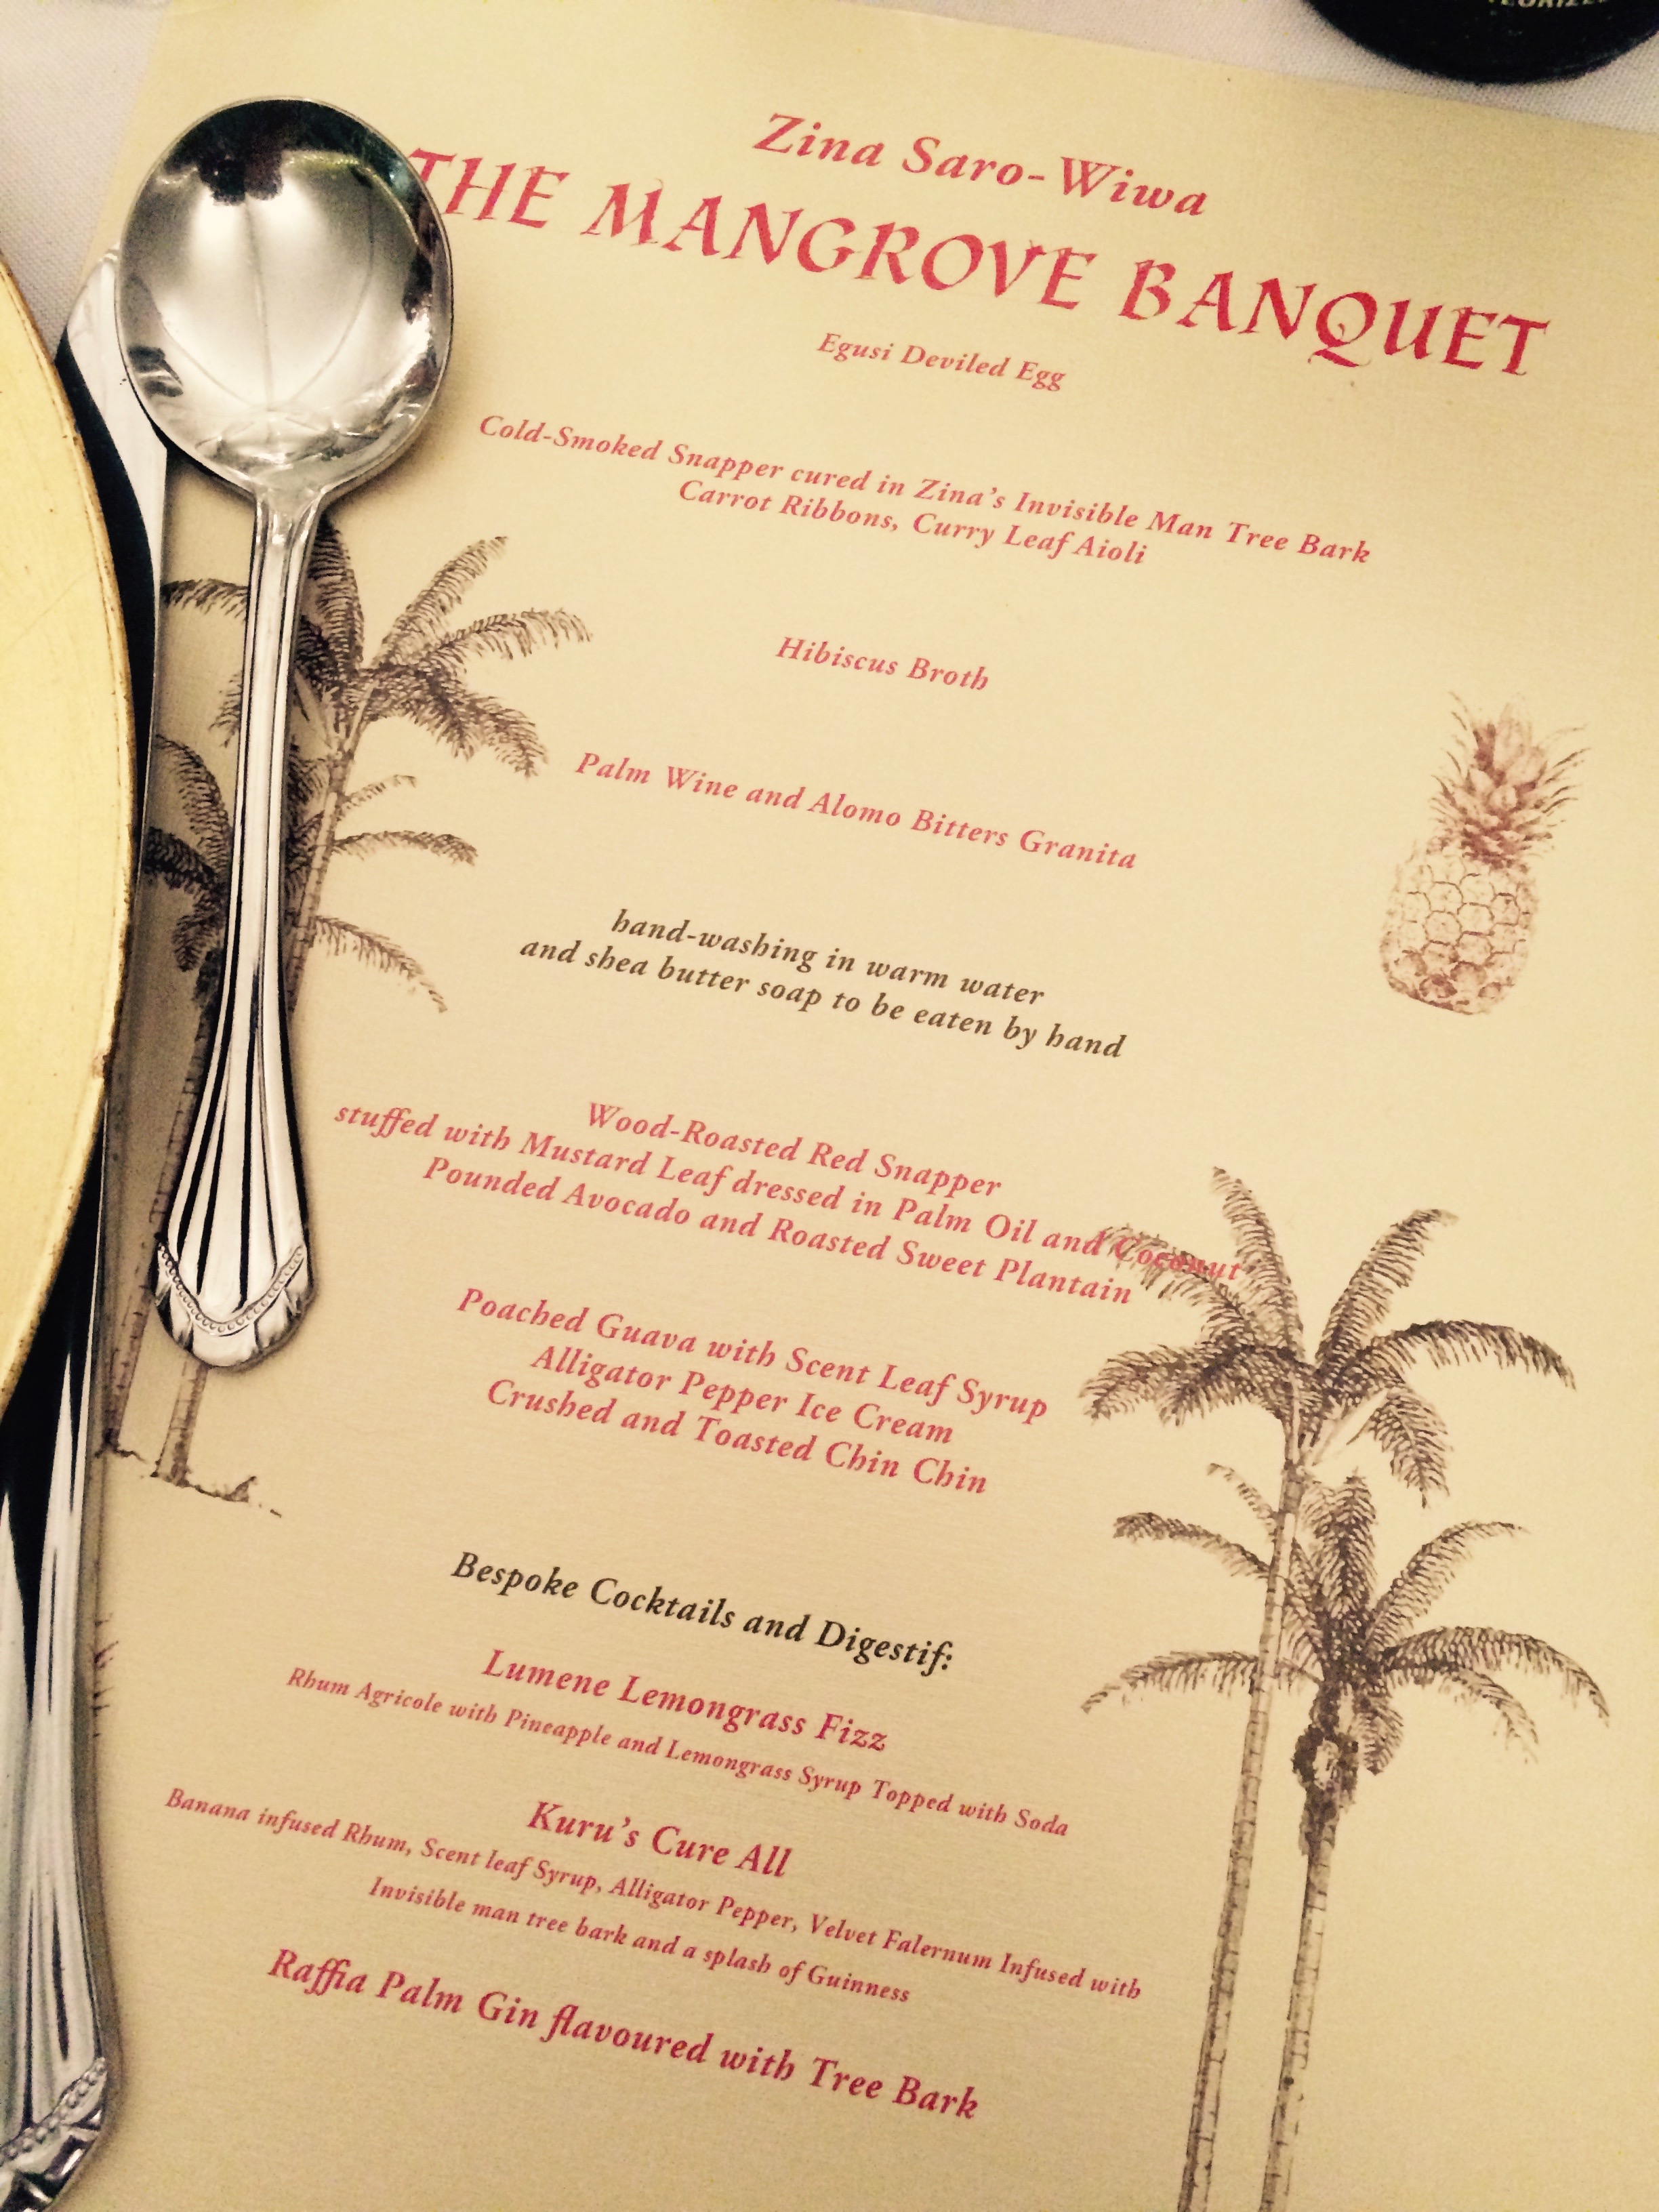 Zina Saro-Wiwa
THE MANGROVE BANQUET
Egusi Deviled Egg
Cold-Smoked Snapper cured in Zina's Invisible Man Tree Bark
Carrot Ribbons, Curry Leaf Aioli
Hibiscus Broth
Palm Wine and Alomo Bitters Granita
hand-washing in warm water
and shea butter soap to be eaten by hand
Wood-Roasted Red Snapper
stuffed with Mustard Leaf dressed in Palm Oil and Coconut
Pounded Avocado and Roasted Sweet Plantain
Poached Guava with Scent Leaf Syrup
Alligator Pepper Ice Cream
Crushed and Toasted Chin Chin
Bespoke Cocktails and Digestif:
Lumene Lemongrass Fizz
Rhum Agricole with Pineapple and Lemongrass Syrup Topped with Soda
Kuru's Cure All
Banana infused Rhum, Scent leaf Syrup, Alligator Pepper, Velvet Falernum Infused with
Invisible man tree bark and a splash of Guinness
Raffia Palm Gin flavoured with Tree Bark